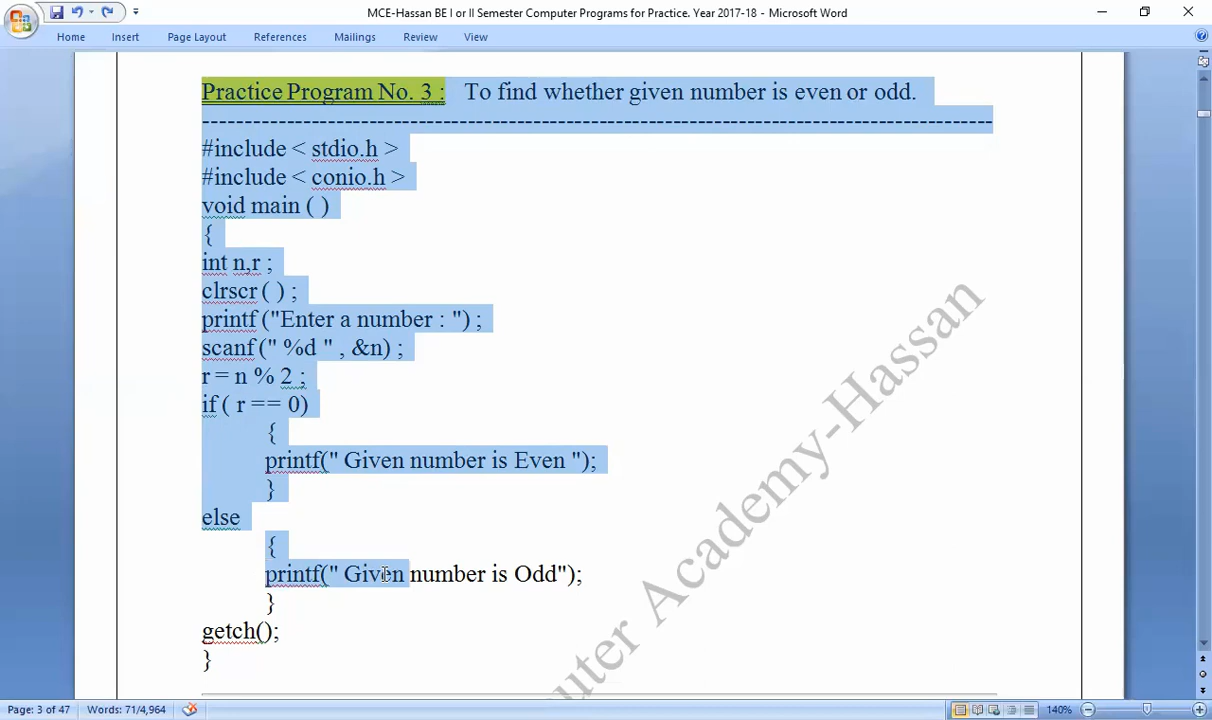 MCE-Hassan BE I or II Semester Computer Programs for Practice. Year 2017-18 - Microsoft Word
Home Insert Page Layout References Mailings Review View
Practice Program No. 3 : To find whether given number is even or odd.
--------------------------------------------------------------------------------------------
#include < stdio.h >
#include < conio.h >
void main ( )
{
int n,r ;
clrscr ( ) ;
printf ("Enter a number : ") ;
scanf (" %d " , &n) ;
r = n % 2 ;
if ( r == 0)
{
printf(" Given number is Even ");
}
else
{
printf(" Given number is Odd");
}
getch();
}
uter Academy-Hassan
Page: 3 of 47 Words: 71/4,964 140%